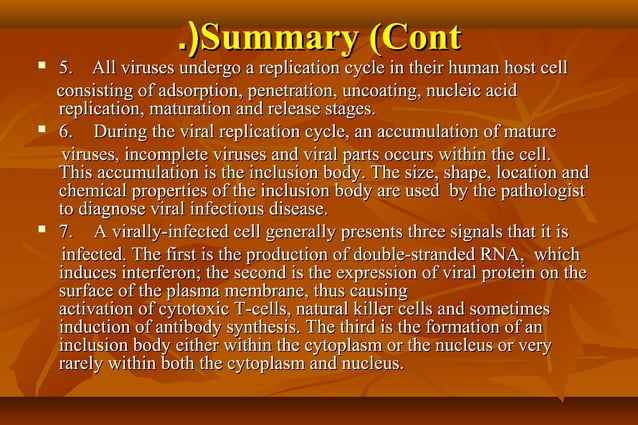 .)Summary (Cont
▪ 5. All viruses undergo a replication cycle in their human host cell
consisting of adsorption, penetration, uncoating, nucleic acid
replication, maturation and release stages.
▪ 6. During the viral replication cycle, an accumulation of mature
viruses, incomplete viruses and viral parts occurs within the cell.
This accumulation is the inclusion body. The size, shape, location and
chemical properties of the inclusion body are used by the pathologist
to diagnose viral infectious disease.
▪ 7. A virally-infected cell generally presents three signals that it is
infected. The first is the production of double-stranded RNA, which
induces interferon; the second is the expression of viral protein on the
surface of the plasma membrane, thus causing
activation of cytotoxic T-cells, natural killer cells and sometimes
induction of antibody synthesis. The third is the formation of an
inclusion body either within the cytoplasm or the nucleus or very
rarely within both the cytoplasm and nucleus.